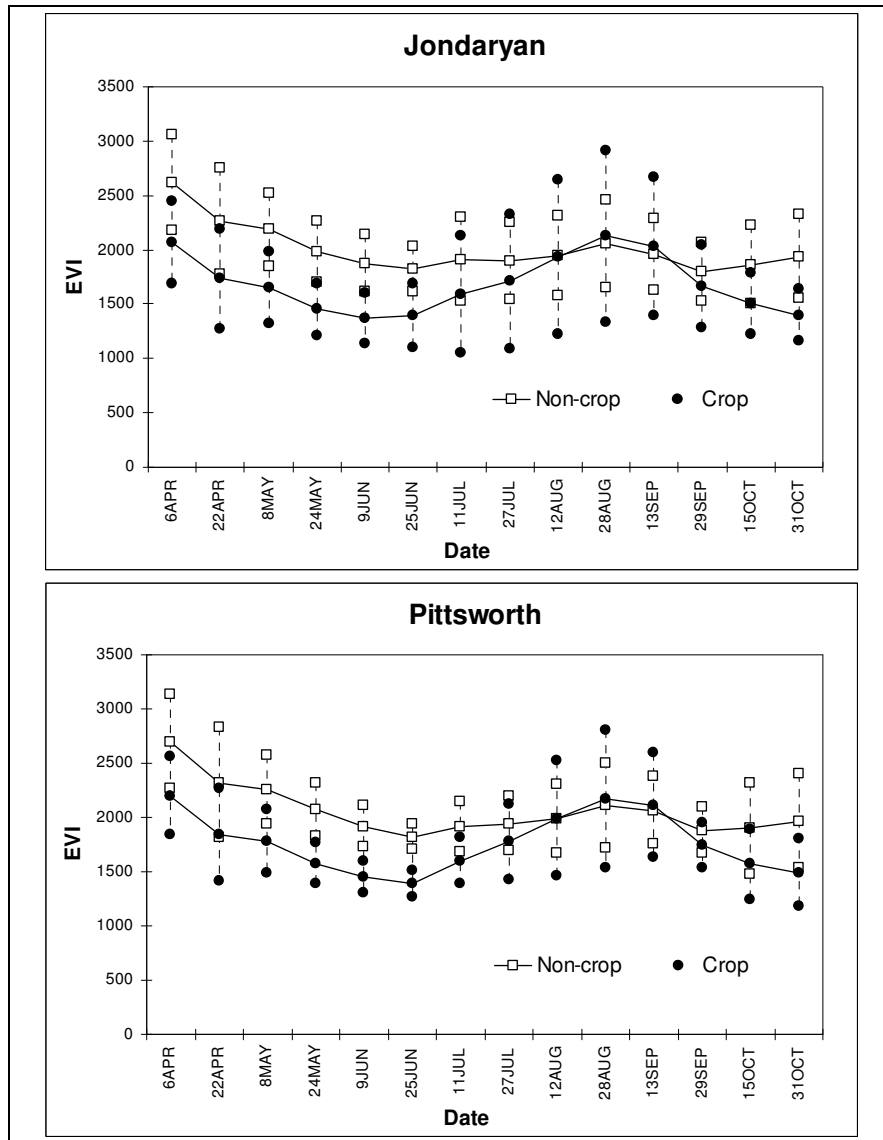 Jondaryan
3500
3000
2500
2000
1500
1000
500
0
EVI
Non-crop
Crop
6APR
22APR
8MAY
24MAY
9JUN
25JUN
11JUL
27JUL
12AUG
28AUG
13SEP
29SEP
15OCT
31OCT
Date
Pittsworth
3500
3000
2500
2000
1500
1000
500
0
EVI
Non-crop
Crop
6APR
22APR
8MAY
24MAY
9JUN
25JUN
11JUL
27JUL
12AUG
28AUG
13SEP
29SEP
15OCT
31OCT
Date